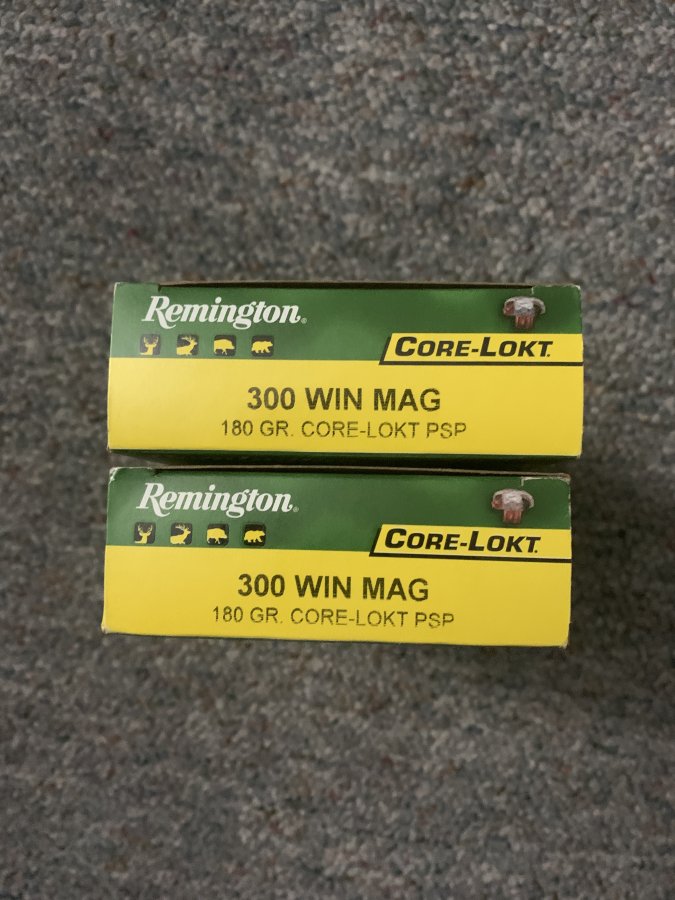 Remington®
CORE-LOKT.
300 WIN MAG
180 GR. CORE-LOKT PSP
Remington®
CORE-LOKT.
300 WIN MAG
180 GR. CORE-LOKT PSP